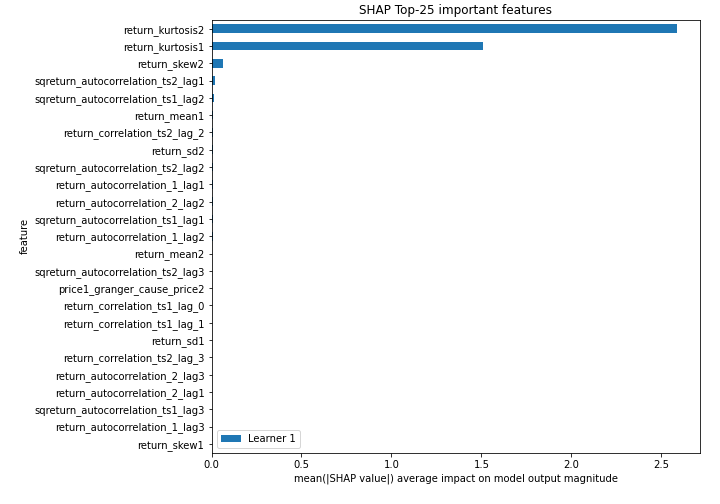 SHAP Top-25 important features
feature
return_kurtosis2
return_kurtosis1
return_skew2
sqreturn_autocorrelation_ts2_lag1
sqreturn_autocorrelation_ts1_lag2
return_mean1
return_correlation_ts2_lag_2
return_sd2
sqreturn_autocorrelation_ts2_lag2
return_autocorrelation_1_lag1
return_autocorrelation_2_lag2
sqreturn_autocorrelation_ts1_lag1
return_autocorrelation_1_lag2
return_mean2
sqreturn_autocorrelation_ts2_lag3
price1_granger_cause_price2
return_correlation_ts1_lag_0
return_correlation_ts1_lag_1
return_sd1
return_correlation_ts2_lag_3
return_autocorrelation_2_lag3
return_autocorrelation_2_lag1
sqreturn_autocorrelation_ts1_lag3
return_autocorrelation_1_lag3
return_skew1
Learner 1
0.0 0.5 1.0 1.5 2.0 2.5
mean(|SHAP value|) average impact on model output magnitude